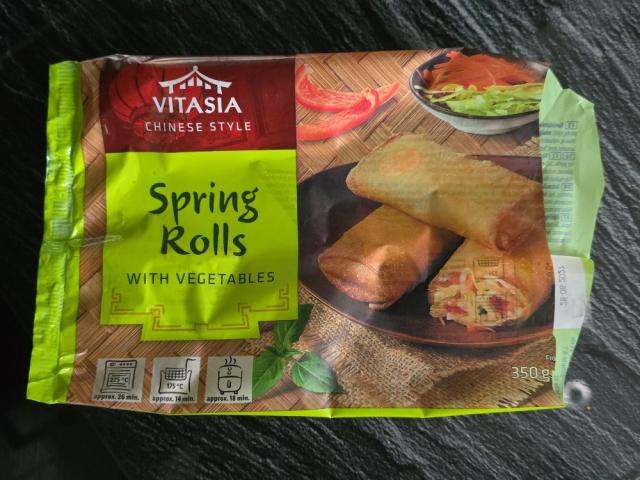 VITASIA
CHINESE STYLE
Spring
Rolls
WITH VEGETABLES
175 °C
approx. 26 min.
approx. 14 min.
approx. 18 min.
350 g